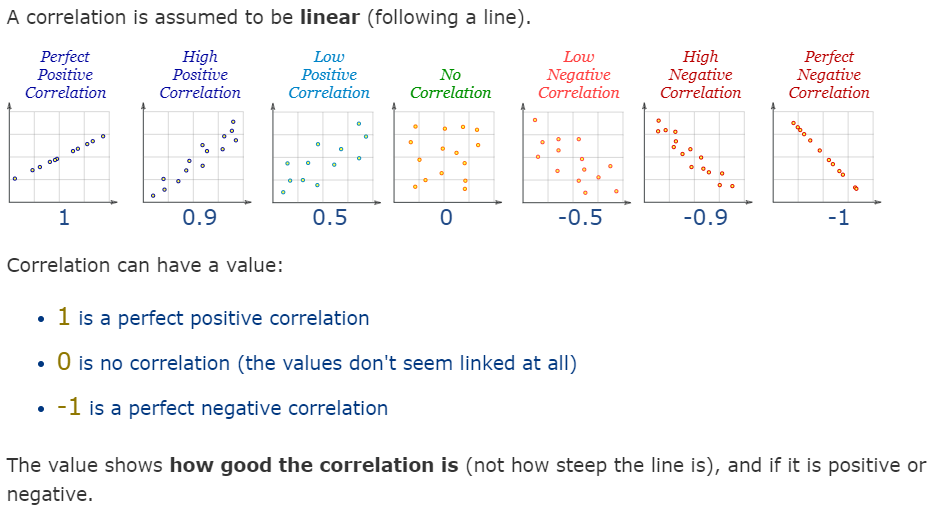 A correlation is assumed to be linear (following a line).
Perfect Positive Correlation
High Positive Correlation
Low Positive Correlation
No Correlation
Low Negative Correlation
High Negative Correlation
Perfect Negative Correlation
1 0.9 0.5 0 -0.5 -0.9 -1
Correlation can have a value:
• 1 is a perfect positive correlation
• 0 is no correlation (the values don't seem linked at all)
• -1 is a perfect negative correlation
The value shows how good the correlation is (not how steep the line is), and if it is positive or
negative.